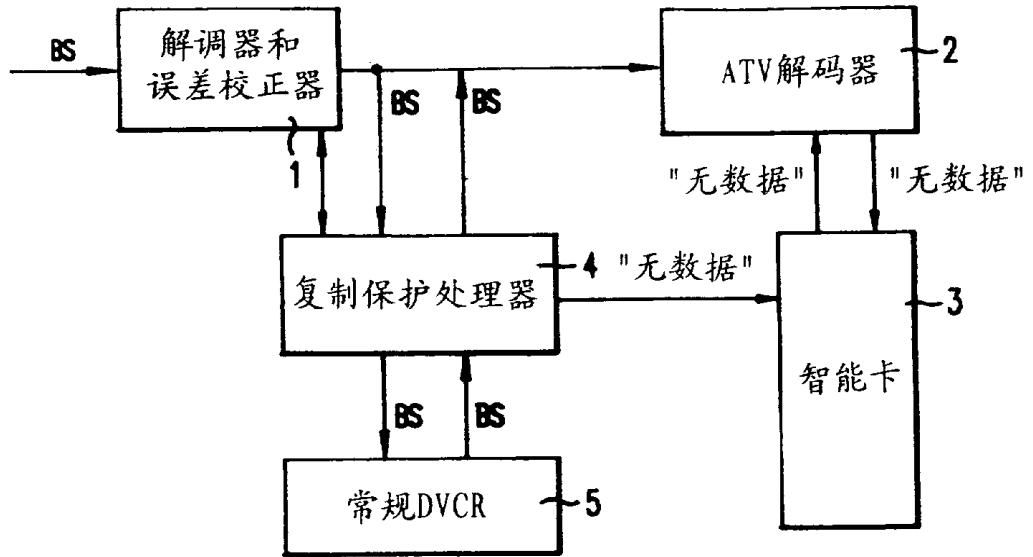 BS
解调器和
误差校正器
1
BS
BS
ATV解码器
2
"无数据"
"无数据"
复制保护处理器
4
"无数据"
智能卡
3
BS
BS
常规DVCR
5